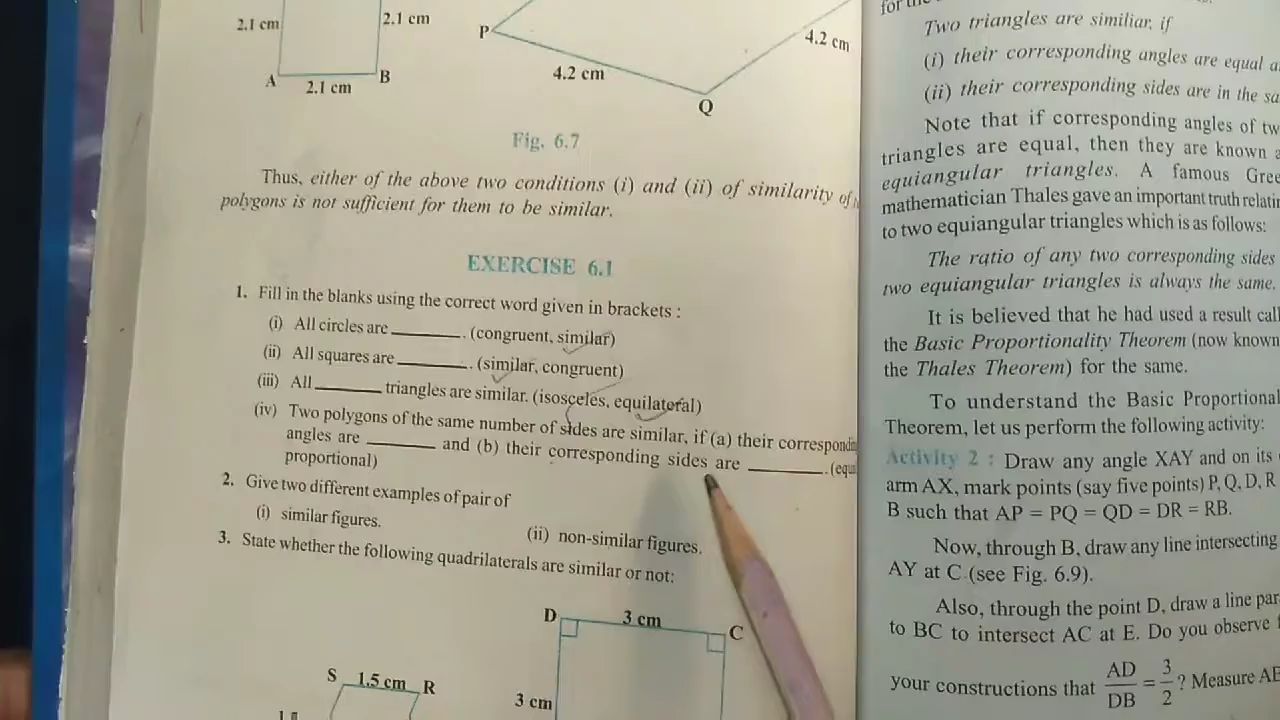 2.1 cm
2.1 cm
P
4.2 cm
A
B
2.1 cm
4.2 cm
Q
Fig. 6.7
Thus, either of the above two conditions (i) and (ii) of similarity of
polygons is not sufficient for them to be similar.
EXERCISE 6.1
1. Fill in the blanks using the correct word given in brackets :
(i) All circles are ________. (congruent, similar)
(ii) All squares are ________. (similar, congruent)
(iii) All ________ triangles are similar. (isosceles, equilateral)
(iv) Two polygons of the same number of sides are similar, if (a) their
angles are ________ and (b) their corresponding sides are ________.
proportional)
2. Give two different examples of pair of
(i) similar figures.
(ii) non-similar figures.
3. State whether the following quadrilaterals are similar or not:
D
3 cm
C
S
1.5 cm
R
3 cm
for the
Two triangles are similiar, if
(i) their corresponding angles are equal
(ii) their corresponding sides are in the
Note that if corresponding angles of
triangles are equal, then they are known
equiangular triangles. A famous
mathematician Thales gave an important truth
to two equiangular triangles which is as follows:
The ratio of any two corresponding sides
two equiangular triangles is always the same.
It is believed that he had used a result
the Basic Proportionality Theorem (now known
the Thales Theorem) for the same.
To understand the Basic
Theorem, let us perform the following activity:
Activity 2 : Draw any angle XAY and on its
arm AX, mark points (say five points) P, Q, D, R
B such that AP = PQ = QD = DR = RB.
Now, through B, draw any line intersecting
AY at C (see Fig. 6.9).
Also, through the point D, draw a line
to BC to intersect AC at E. Do you observe
your constructions that AD/DB = 3/2 ? Measure